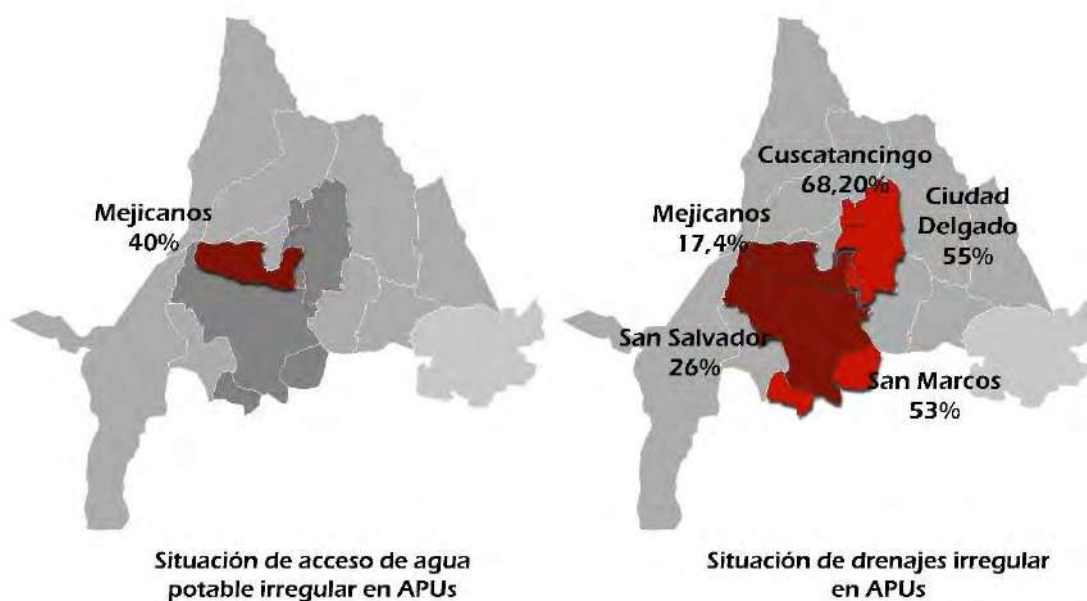 Mejicanos
40%
Situación de acceso de agua
potable irregular en APUs
Cuscatancingo
68,20%
Mejicanos
17,4%
Ciudad
Delgado
55%
San Salvador
26%
San Marcos
53%
Situación de drenajes irregular
en APUs